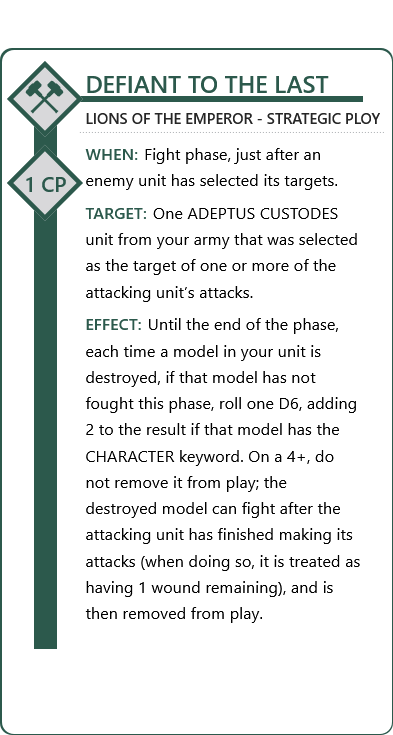 DEFIANT TO THE LAST
LIONS OF THE EMPEROR - STRATEGIC PLOY
1 CP
WHEN: Fight phase, just after an
enemy unit has selected its targets.
TARGET: One ADEPTUS CUSTODES
unit from your army that was selected
as the target of one or more of the
attacking unit’s attacks.
EFFECT: Until the end of the phase,
each time a model in your unit is
destroyed, if that model has not
fought this phase, roll one D6, adding
2 to the result if that model has the
CHARACTER keyword. On a 4+, do
not remove it from play; the
destroyed model can fight after the
attacking unit has finished making its
attacks (when doing so, it is treated as
having 1 wound remaining), and is
then removed from play.